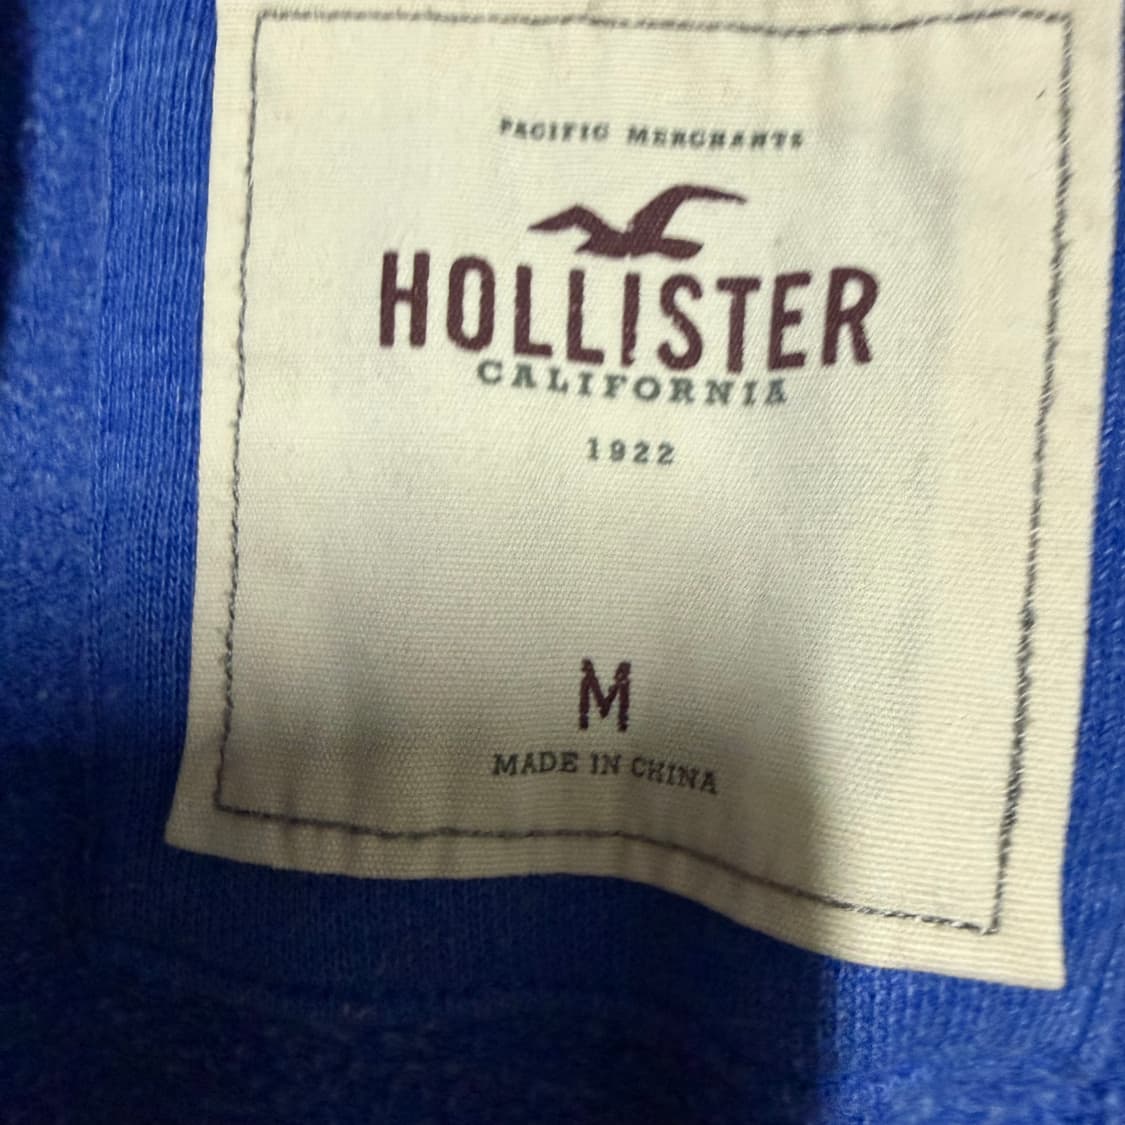 PACIFIC MERCHANTS
HOLLISTER
CALIFORNIA
1922
M
MADE IN CHINA